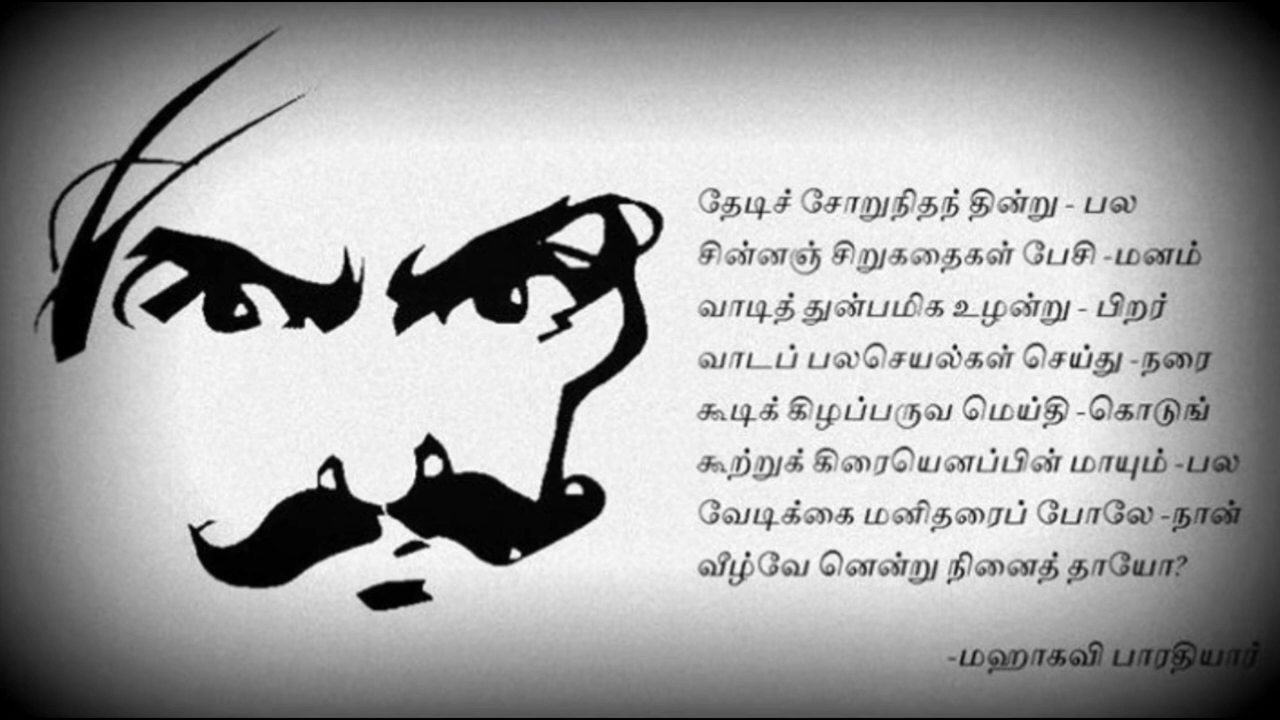 தேடிச் சோறுநிதந் தின்று - பல
சின்னஞ் சிறுகதைகள் பேசி -மனம்
வாடித் துன்பமிக உழன்று - பிறர்
வாடப் பலசெயல்கள் செய்து -நரை
கூடிக் கிழப்பருவ மெய்தி -கொடுங்
கூற்றுக் கிரையெனப்பின் மாயும் -பல
வேடிக்கை மனிதரைப் போலே -நான்
வீழ்வே னென்று நினைத் தாயோ?
-மஹாகவி பாரதியார்